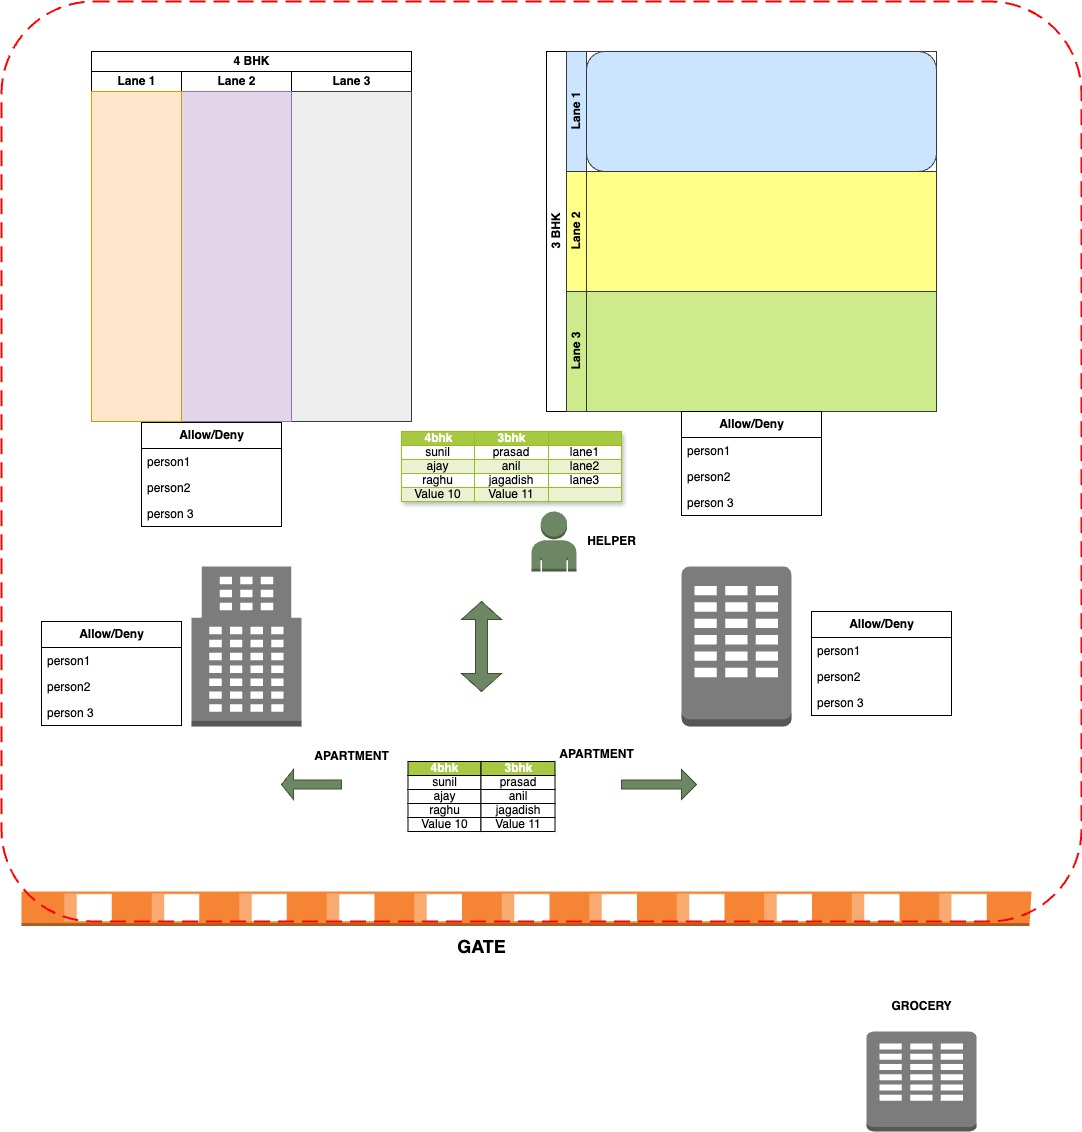 4 BHK
Lane 1 Lane 2 Lane 3
3 BHK
Lane 1
Lane 2
Lane 3
Allow/Deny
person1
person2
person 3
4bhk 3bhk
sunil prasad lane1
ajay anil lane2
raghu jagadish lane3
Value 10 Value 11
Allow/Deny
person1
person2
person 3
HELPER
Allow/Deny
person1
person2
person 3
Allow/Deny
person1
person2
person 3
APARTMENT
APARTMENT
4bhk 3bhk
sunil prasad
ajay anil
raghu jagadish
Value 10 Value 11
GATE
GROCERY